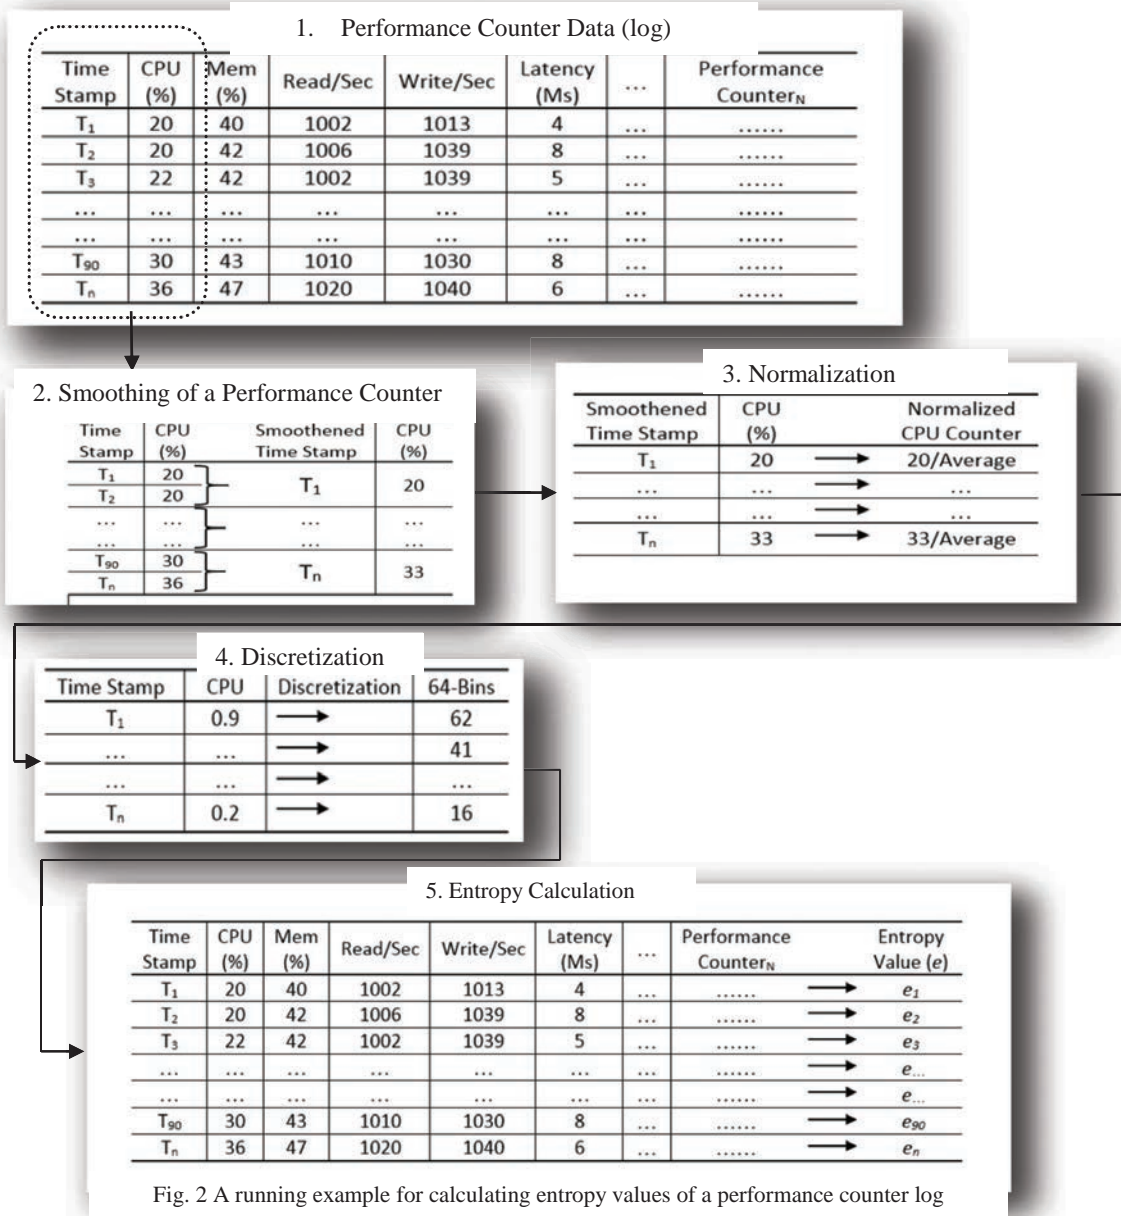 1. Performance Counter Data (log)
Time Stamp CPU (%) Mem (%) Read/Sec Write/Sec Latency (Ms) ... Performance CounterN
T1 20 40 1002 1013 4 ... ......
T2 20 42 1006 1039 8 ... ......
T3 22 42 1002 1039 5 ... ......
... ... ... ... ... ... ... ......
... ... ... ... ... ... ... ......
T90 30 43 1010 1030 8 ... ......
Tn 36 47 1020 1040 6 ... ......
2. Smoothing of a Performance Counter
Time Stamp CPU (%) Smoothened Time Stamp CPU (%)
T1 20 T1 20
T2 20
... ... ... ...
... ... ... ...
T90 30 Tn 33
Tn 36
3. Normalization
Smoothened Time Stamp CPU (%) Normalized CPU Counter
T1 20 20/Average
... ... ...
... ... ...
Tn 33 33/Average
4. Discretization
Time Stamp CPU Discretization 64-Bins
T1 0.9 62
... ... 41
... ... ...
Tn 0.2 16
5. Entropy Calculation
Time Stamp CPU (%) Mem (%) Read/Sec Write/Sec Latency (Ms) ... Performance CounterN Entropy Value (e)
T1 20 40 1002 1013 4 ... ...... e1
T2 20 42 1006 1039 8 ... ...... e2
T3 22 42 1002 1039 5 ... ...... e3
... ... ... ... ... ... ... ...... e...
... ... ... ... ... ... ... ...... e...
T90 30 43 1010 1030 8 ... ...... e90
Tn 36 47 1020 1040 6 ... ...... en
Fig. 2 A running example for calculating entropy values of a performance counter log